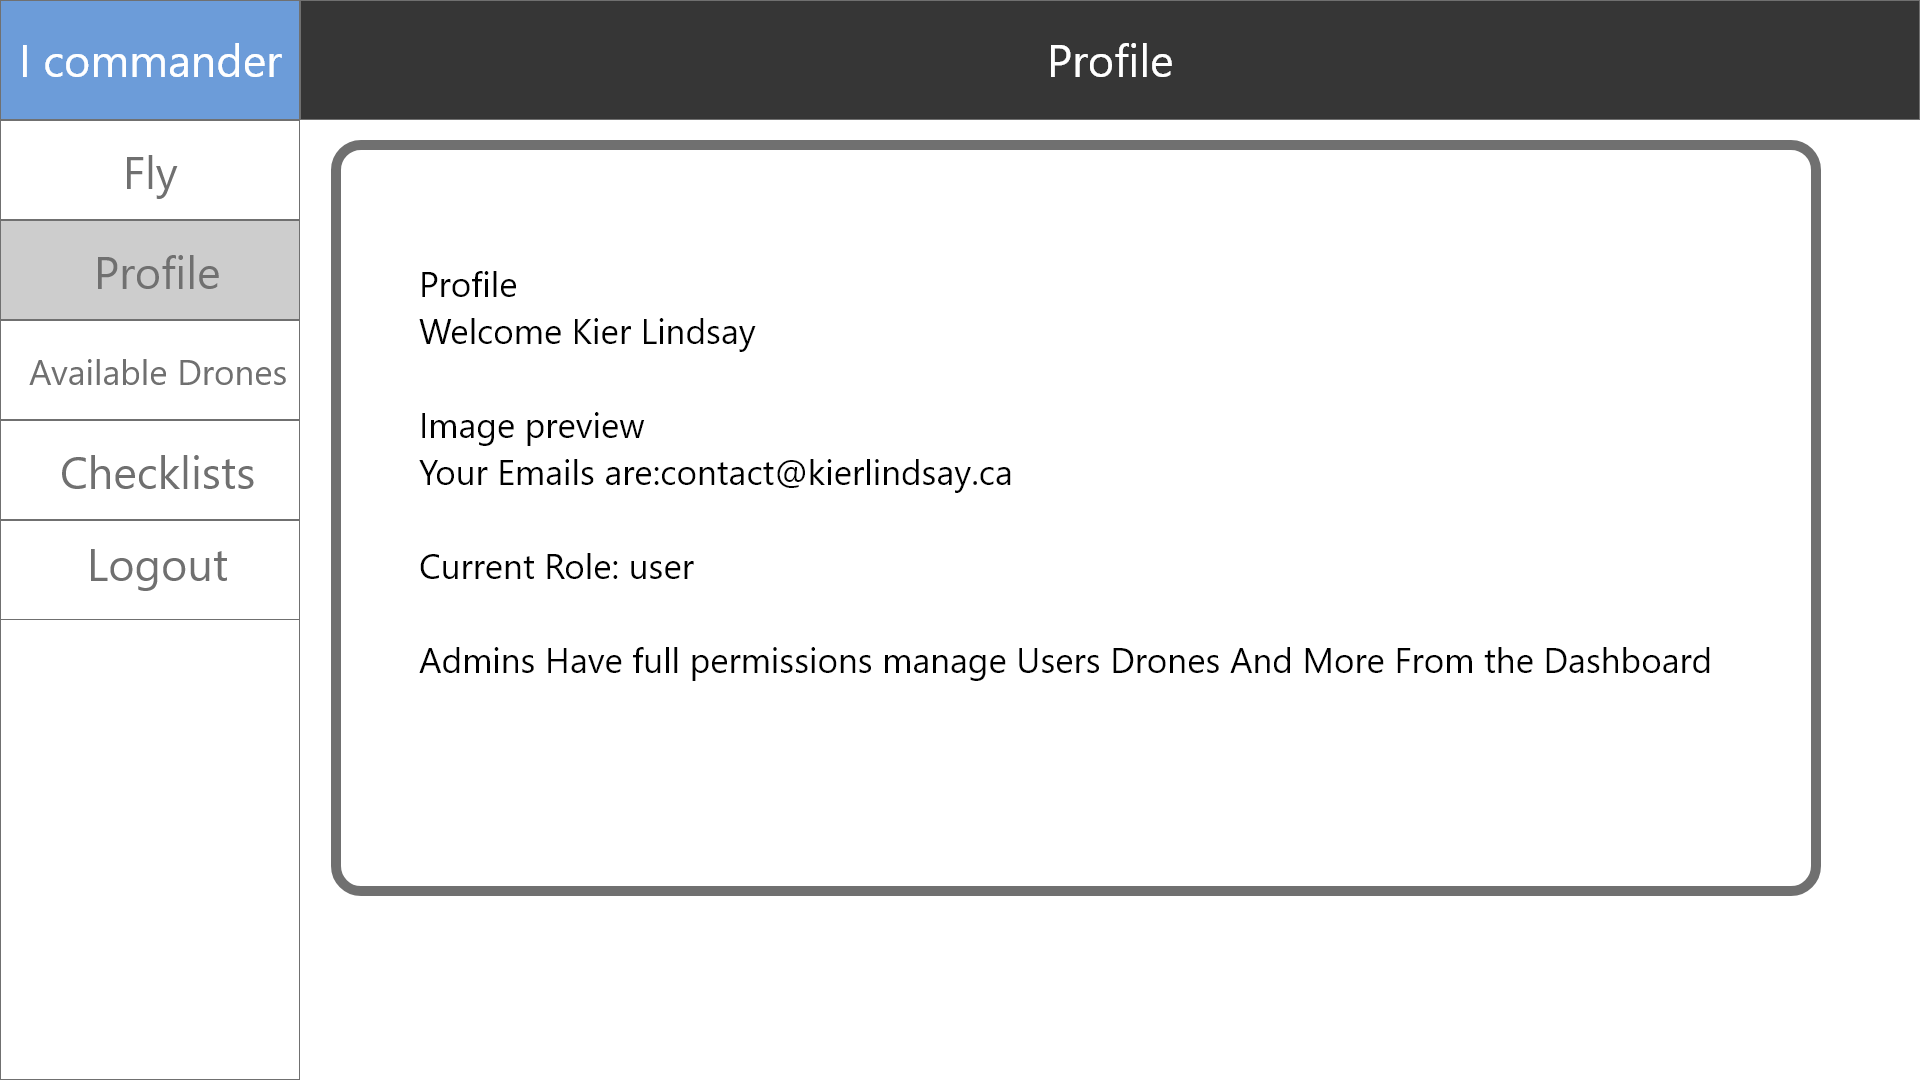 I commander
Profile
Fly
Profile
Available Drones
Checklists
Logout
Profile
Welcome Kier Lindsay
Image preview
Your Emails are:contact@kierlindsay.ca
Current Role: user
Admins Have full permissions manage Users Drones And More From the Dashboard